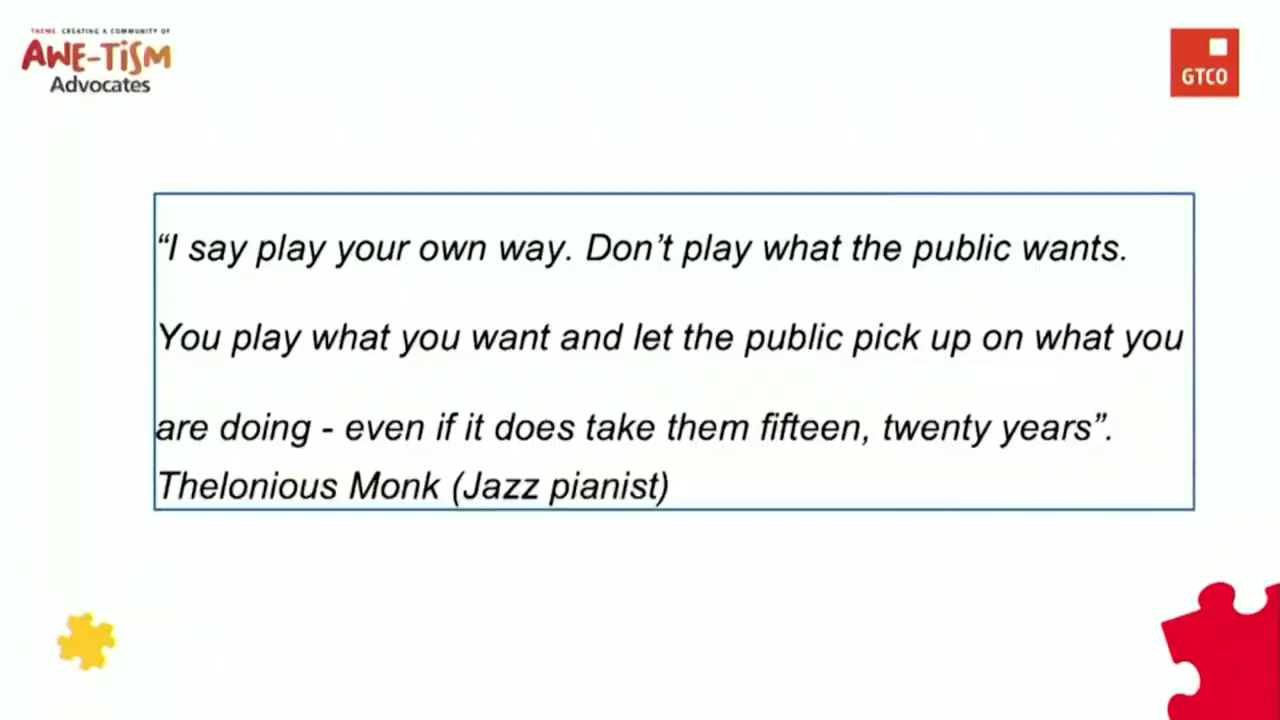 THEME: CREATING A COMMUNITY OF
AWE-TiSM
Advocates
GTCO
“I say play your own way. Don’t play what the public wants.
You play what you want and let the public pick up on what you
are doing - even if it does take them fifteen, twenty years”.
Thelonious Monk (Jazz pianist)